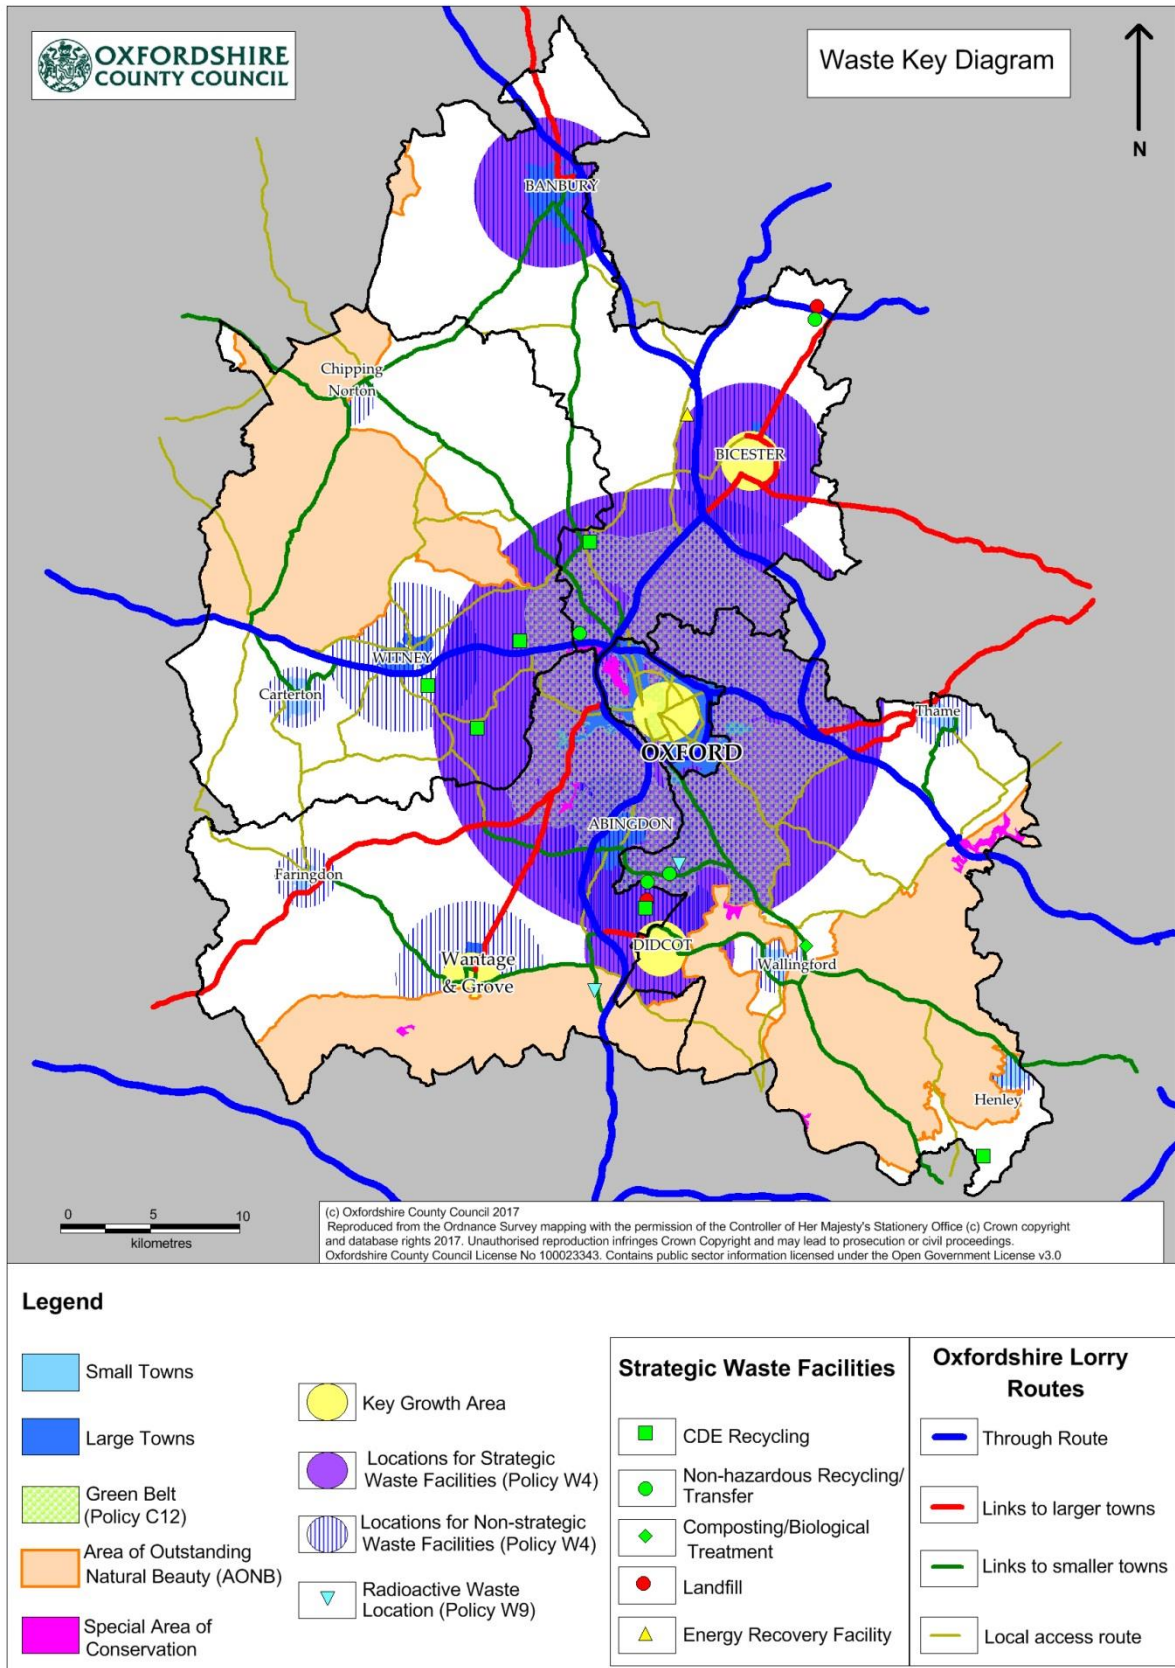 OXFORDSHIRE
COUNTY COUNCIL
Waste Key Diagram
N
BANBURY
Chipping
Norton
BICESTER
WITNEY
Carterton
Thame
OXFORD
ABINGDON
Faringdon
DIDCOT
Wantage
& Grove
Wallingford
Henley
0 5 10
kilometres
(c) Oxfordshire County Council 2017
Reproduced from the Ordnance Survey mapping with the permission of the Controller of Her Majesty's Stationery Office (c) Crown copyright
and database rights 2017. Unauthorised reproduction infringes Crown Copyright and may lead to prosecution or civil proceedings.
Oxfordshire County Council License No 100023343. Contains public sector information licensed under the Open Government License v3.0
Legend
Small Towns
Large Towns
Green Belt
(Policy C12)
Area of Outstanding
Natural Beauty (AONB)
Special Area of
Conservation
Key Growth Area
Locations for Strategic
Waste Facilities (Policy W4)
Locations for Non-strategic
Waste Facilities (Policy W4)
Radioactive Waste
Location (Policy W9)
Strategic Waste Facilities
CDE Recycling
Non-hazardous Recycling/
Transfer
Composting/Biological
Treatment
Landfill
Energy Recovery Facility
Oxfordshire Lorry
Routes
Through Route
Links to larger towns
Links to smaller towns
Local access route